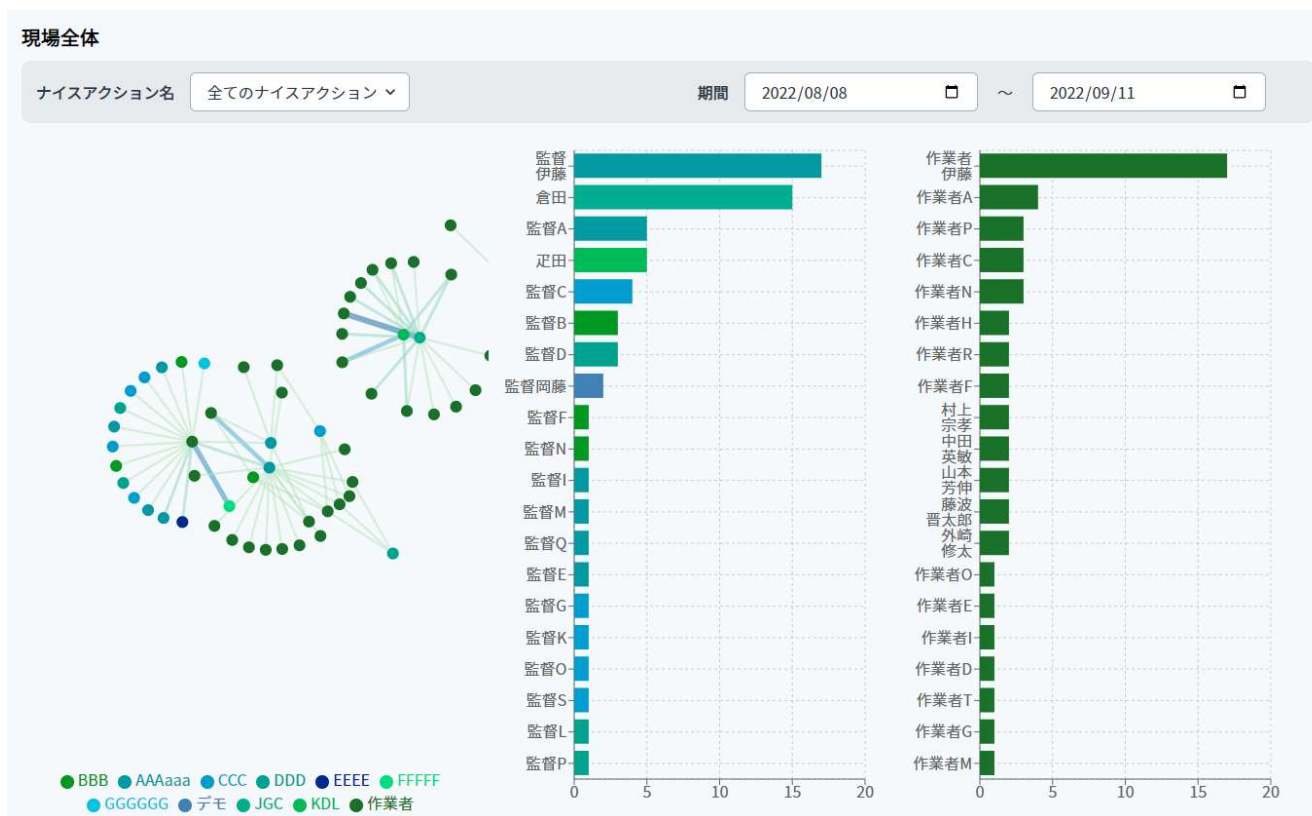 現場全体
ナイスアクション名
全てのナイスアクション
期間
2022/08/08
～
2022/09/11
監督
伊藤
倉田
監督A
疋田
監督C
監督B
監督D
監督岡藤
監督F
監督N
監督I
監督M
監督Q
監督E
監督G
監督K
監督O
監督S
監督L
監督P
0 5 10 15 20
作業者
伊藤
作業者A
作業者P
作業者C
作業者N
作業者H
作業者R
作業者F
村上
宗孝
中田
英敏
山本
芳伸
藤波
晋太郎
外崎
修太
作業者O
作業者E
作業者I
作業者D
作業者T
作業者G
作業者M
0 5 10 15 20
BBB AAAaaa CCC DDD EEEE FFFFF
GGGGGG デモ JGC KDL 作業者